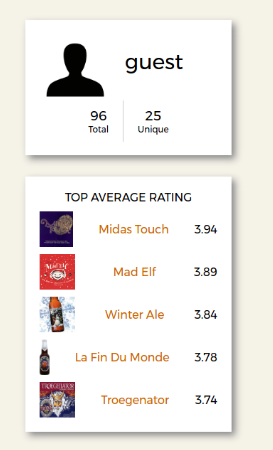 guest
96 25
Total Unique
TOP AVERAGE RATING
Midas Touch 3.94
Mad Elf 3.89
Winter Ale 3.84
La Fin Du Monde 3.78
Troegenator 3.74